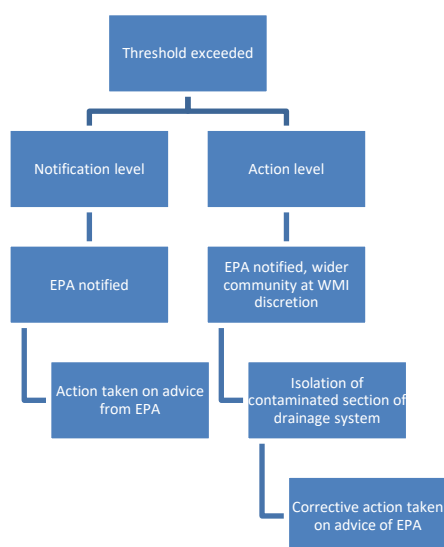 Threshold exceeded
Notification level
Action level
EPA notified
EPA notified, wider
community at WMI
discretion
Action taken on advice
from EPA
Isolation of
contaminated section of
drainage system
Corrective action taken
on advice of EPA